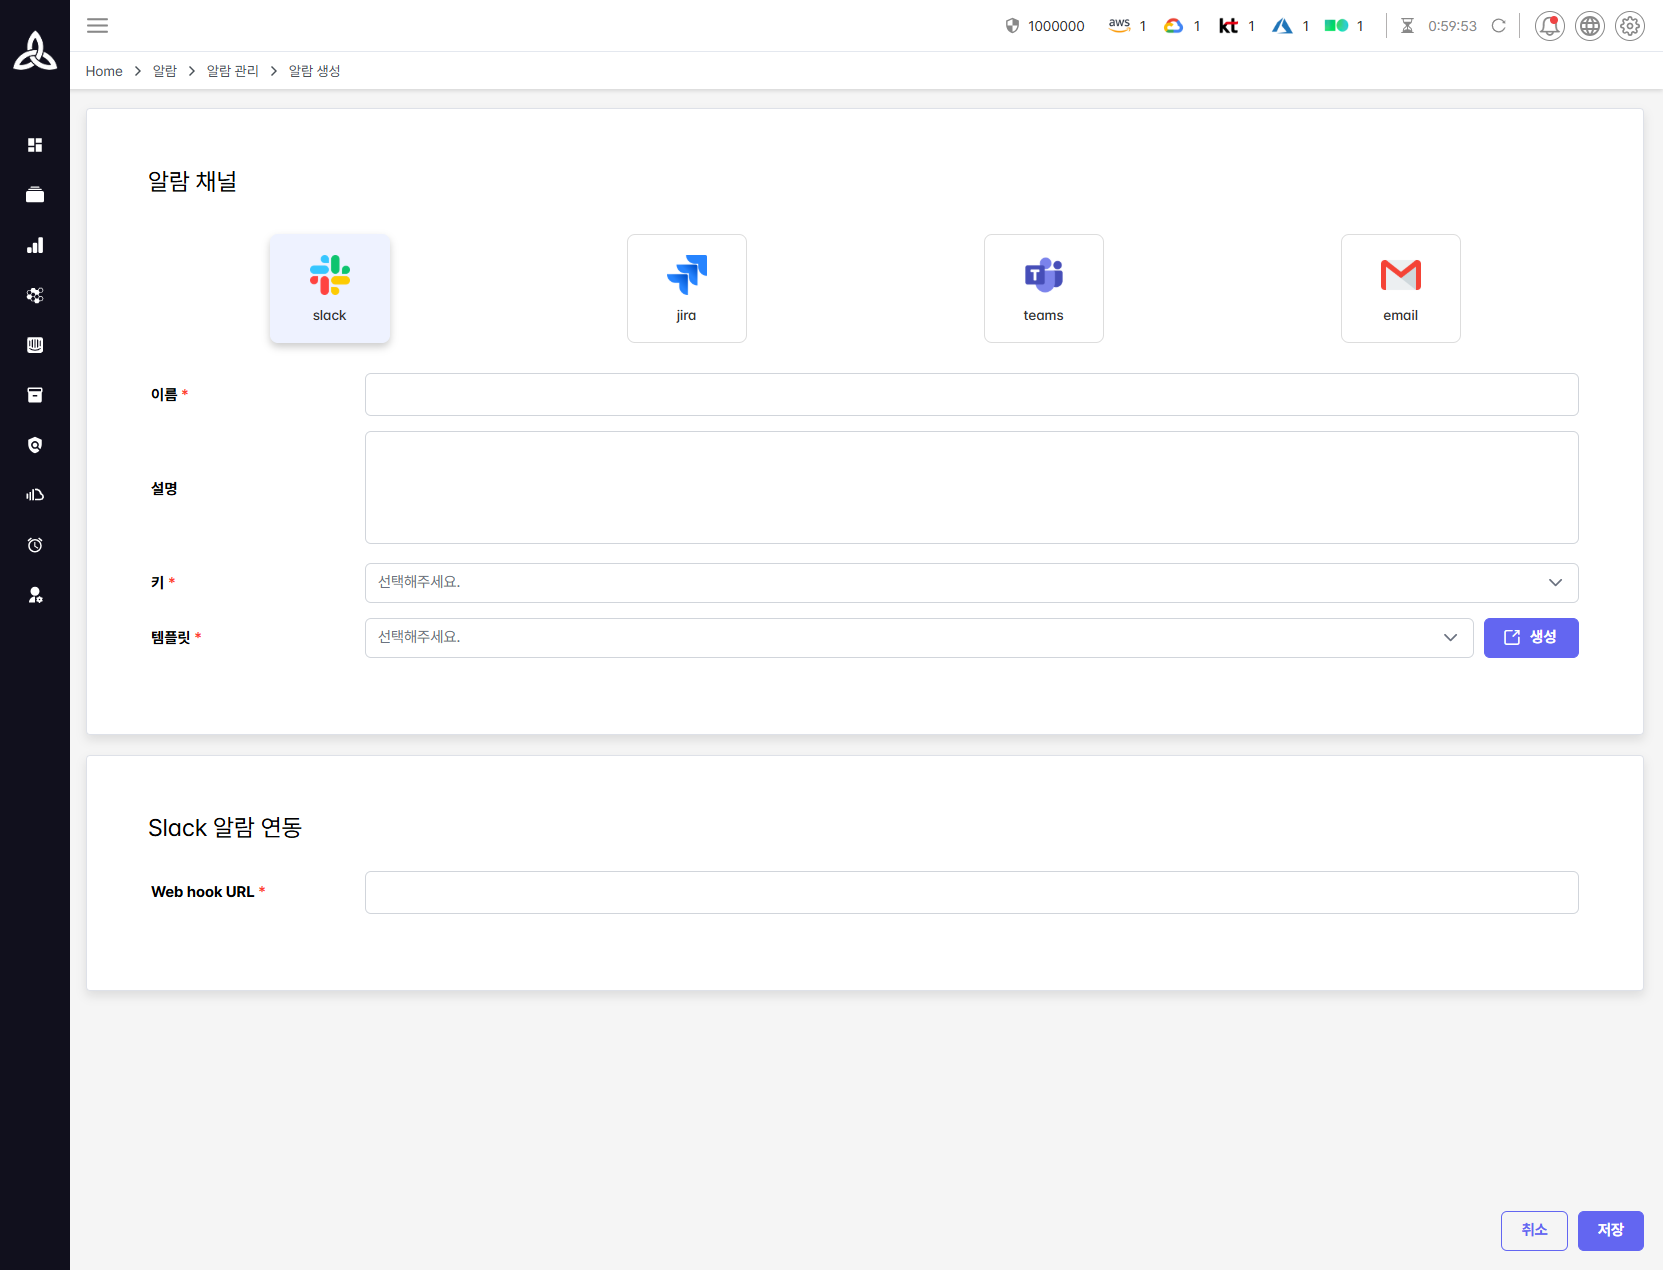 1000000 aws 1 1 kt 1 1 1 0:59:53
Home > 알람 > 알람 관리 > 알람 생성
알람 채널
slack jira teams email
이름 *
설명
키 * 선택해주세요.
템플릿 * 선택해주세요. 생성
Slack 알람 연동
Web hook URL *
취소 저장